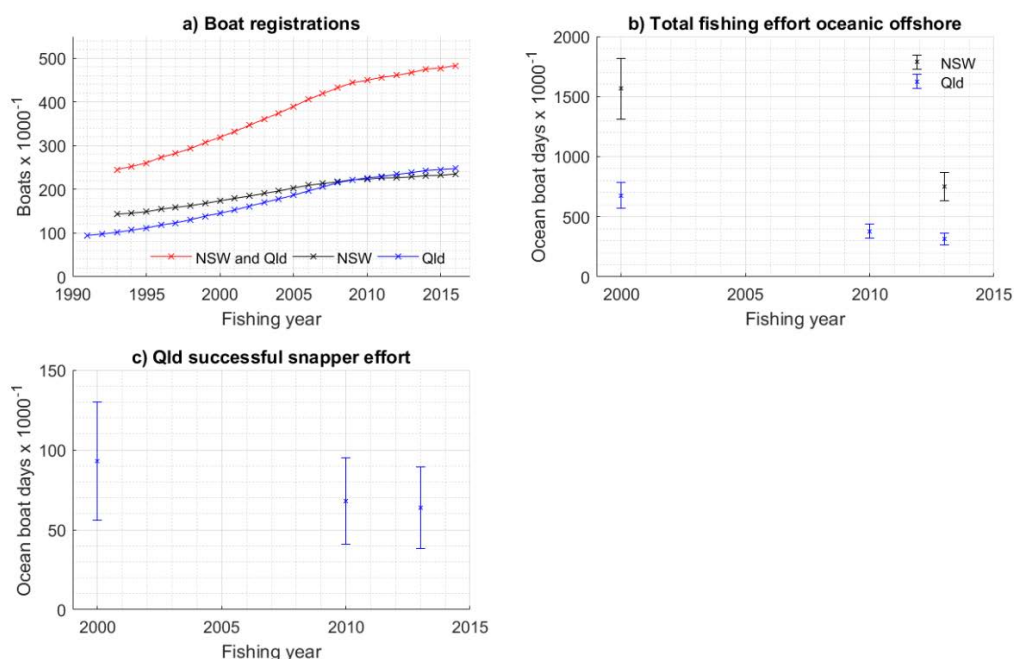 a) Boat registrations
Boats x 1000⁻¹
500
400
300
200
100
0
NSW and Qld NSW Qld
1990 1995 2000 2005 2010 2015
Fishing year
b) Total fishing effort oceanic offshore
Ocean boat days x 1000⁻¹
2000
1500
1000
500
0
NSW
Qld
2000 2005 2010 2015
Fishing year
c) Qld successful snapper effort
Ocean boat days x 1000⁻¹
150
100
50
0
2000 2005 2010 2015
Fishing year